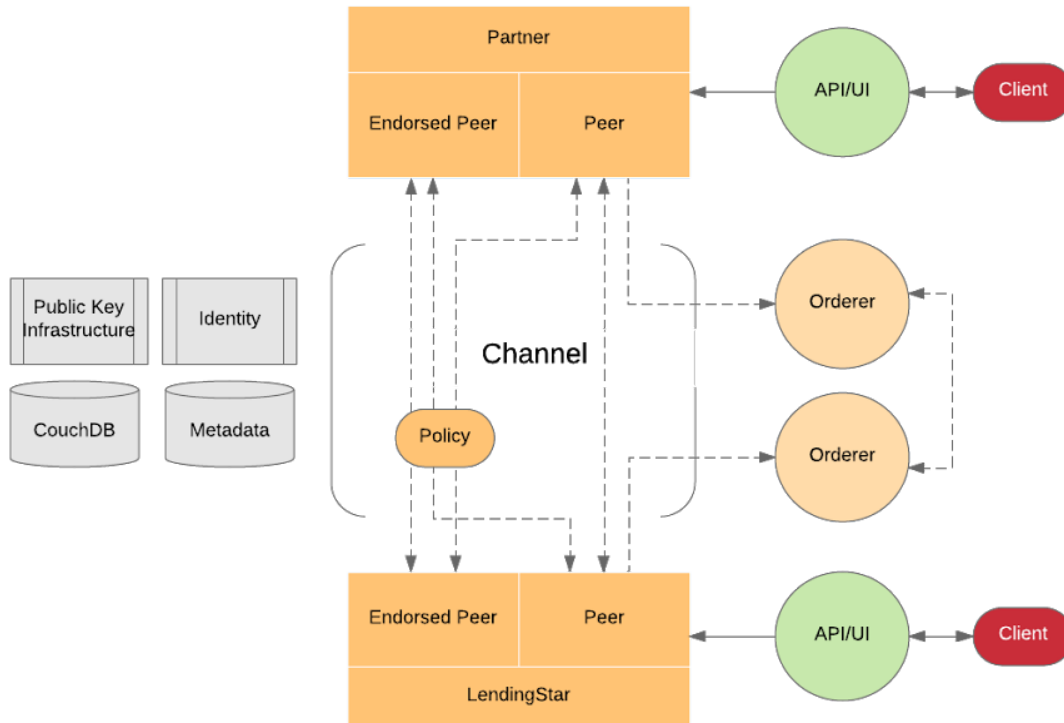 Partner
Endorsed Peer
Peer
API/UI
Client
Public Key
Infrastructure
Identity
Channel
Orderer
CouchDB
Metadata
Policy
Orderer
Endorsed Peer
Peer
API/UI
Client
LendingStar